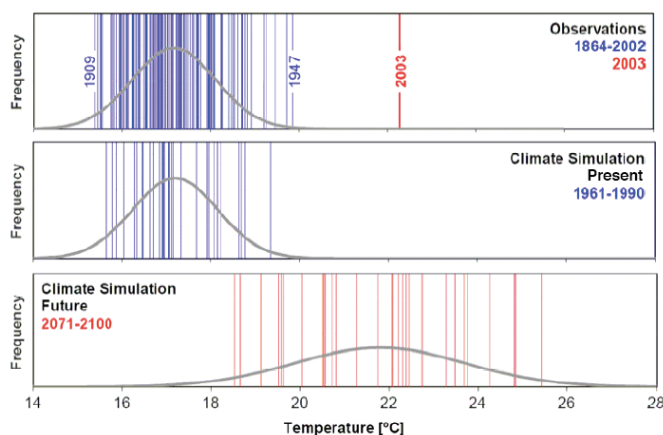 Frequency
1909
1947
2003
Observations
1864-2002
2003
Frequency
Climate Simulation
Present
1961-1990
Frequency
Climate Simulation
Future
2071-2100
14 16 18 20 22 24 26 28
Temperature [°C]